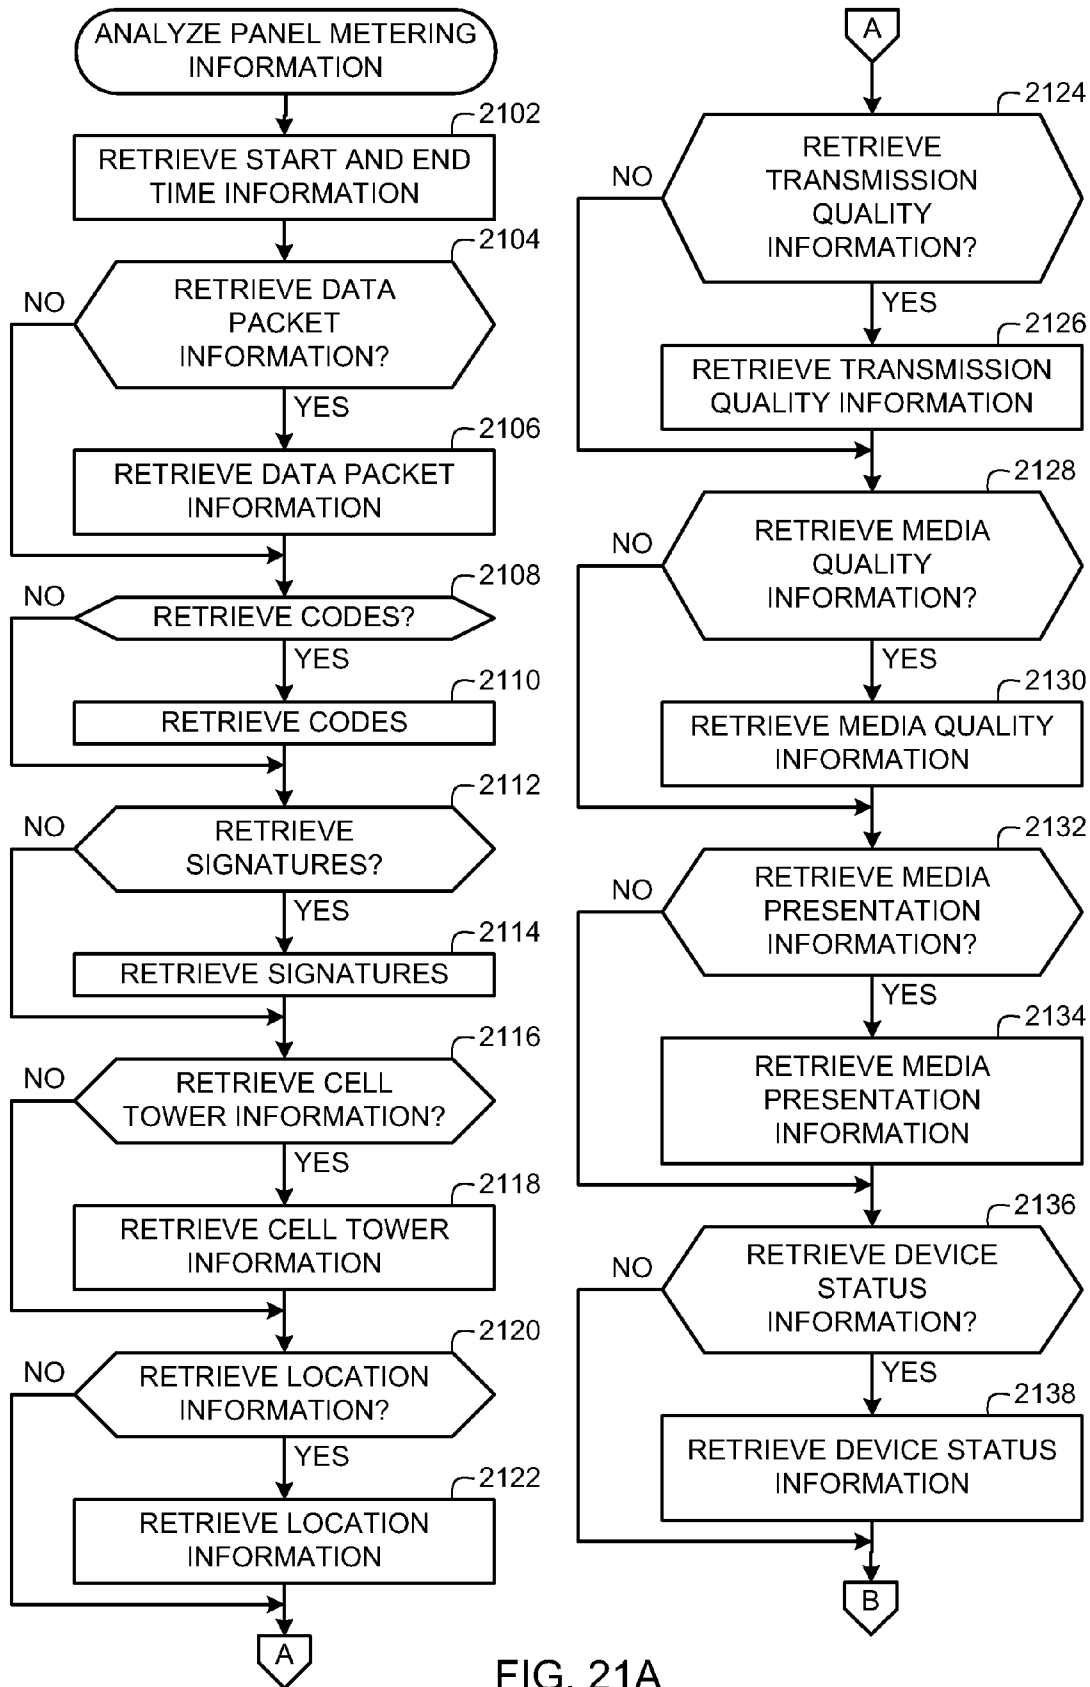 ANALYZE PANEL METERING
INFORMATION
2102
RETRIEVE START AND END
TIME INFORMATION
2104
RETRIEVE DATA
PACKET
INFORMATION?
NO
YES
2106
RETRIEVE DATA PACKET
INFORMATION
2108
NO
RETRIEVE CODES?
YES
2110
RETRIEVE CODES
2112
NO
RETRIEVE
SIGNATURES?
YES
2114
RETRIEVE SIGNATURES
2116
NO
RETRIEVE CELL
TOWER INFORMATION?
YES
2118
RETRIEVE CELL TOWER
INFORMATION
2120
NO
RETRIEVE LOCATION
INFORMATION?
YES
2122
RETRIEVE LOCATION
INFORMATION
A
A
2124
RETRIEVE
TRANSMISSION
QUALITY
INFORMATION?
NO
YES
2126
RETRIEVE TRANSMISSION
QUALITY INFORMATION
2128
NO
RETRIEVE MEDIA
QUALITY
INFORMATION?
YES
2130
RETRIEVE MEDIA QUALITY
INFORMATION
2132
RETRIEVE MEDIA
PRESENTATION
INFORMATION?
NO
YES
2134
RETRIEVE MEDIA
PRESENTATION
INFORMATION
2136
NO
RETRIEVE DEVICE
STATUS
INFORMATION?
YES
2138
RETRIEVE DEVICE STATUS
INFORMATION
B
FIG. 21A